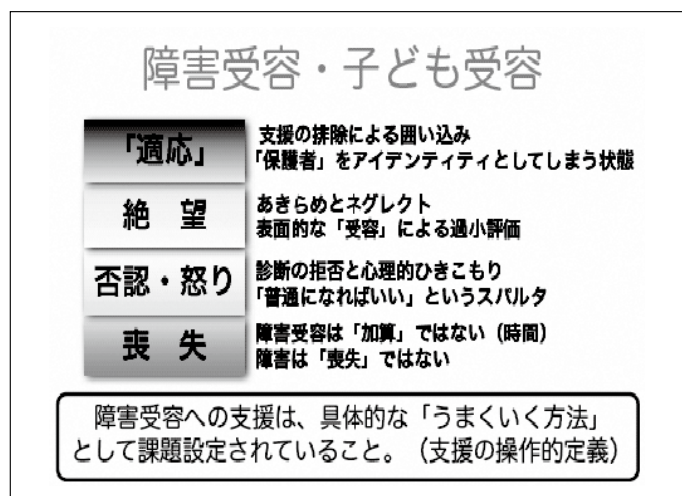 障害受容・子ども受容
「適応」
支援の排除による囲い込み
「保護者」をアイデンティティとしてしまう状態
絶 望
あきらめとネグレクト
表面的な「受容」による過小評価
否認・怒り
診断の拒否と心理的ひきこもり
「普通になればいい」というスパルタ
喪 失
障害受容は「加算」ではない（時間）
障害は「喪失」ではない
障害受容への支援は、具体的な「うまくいく方法」
として課題設定されていること。（支援の操作的定義）